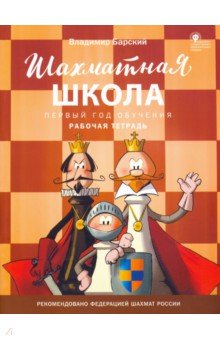 Владимир Барский
Шахматная
ШКОЛА
ПЕРВЫЙ ГОД ОБУЧЕНИЯ
РАБОЧАЯ ТЕТРАДЬ
РЕКОМЕНДОВАНО ФЕДЕРАЦИЕЙ ШАХМАТ РОССИИ